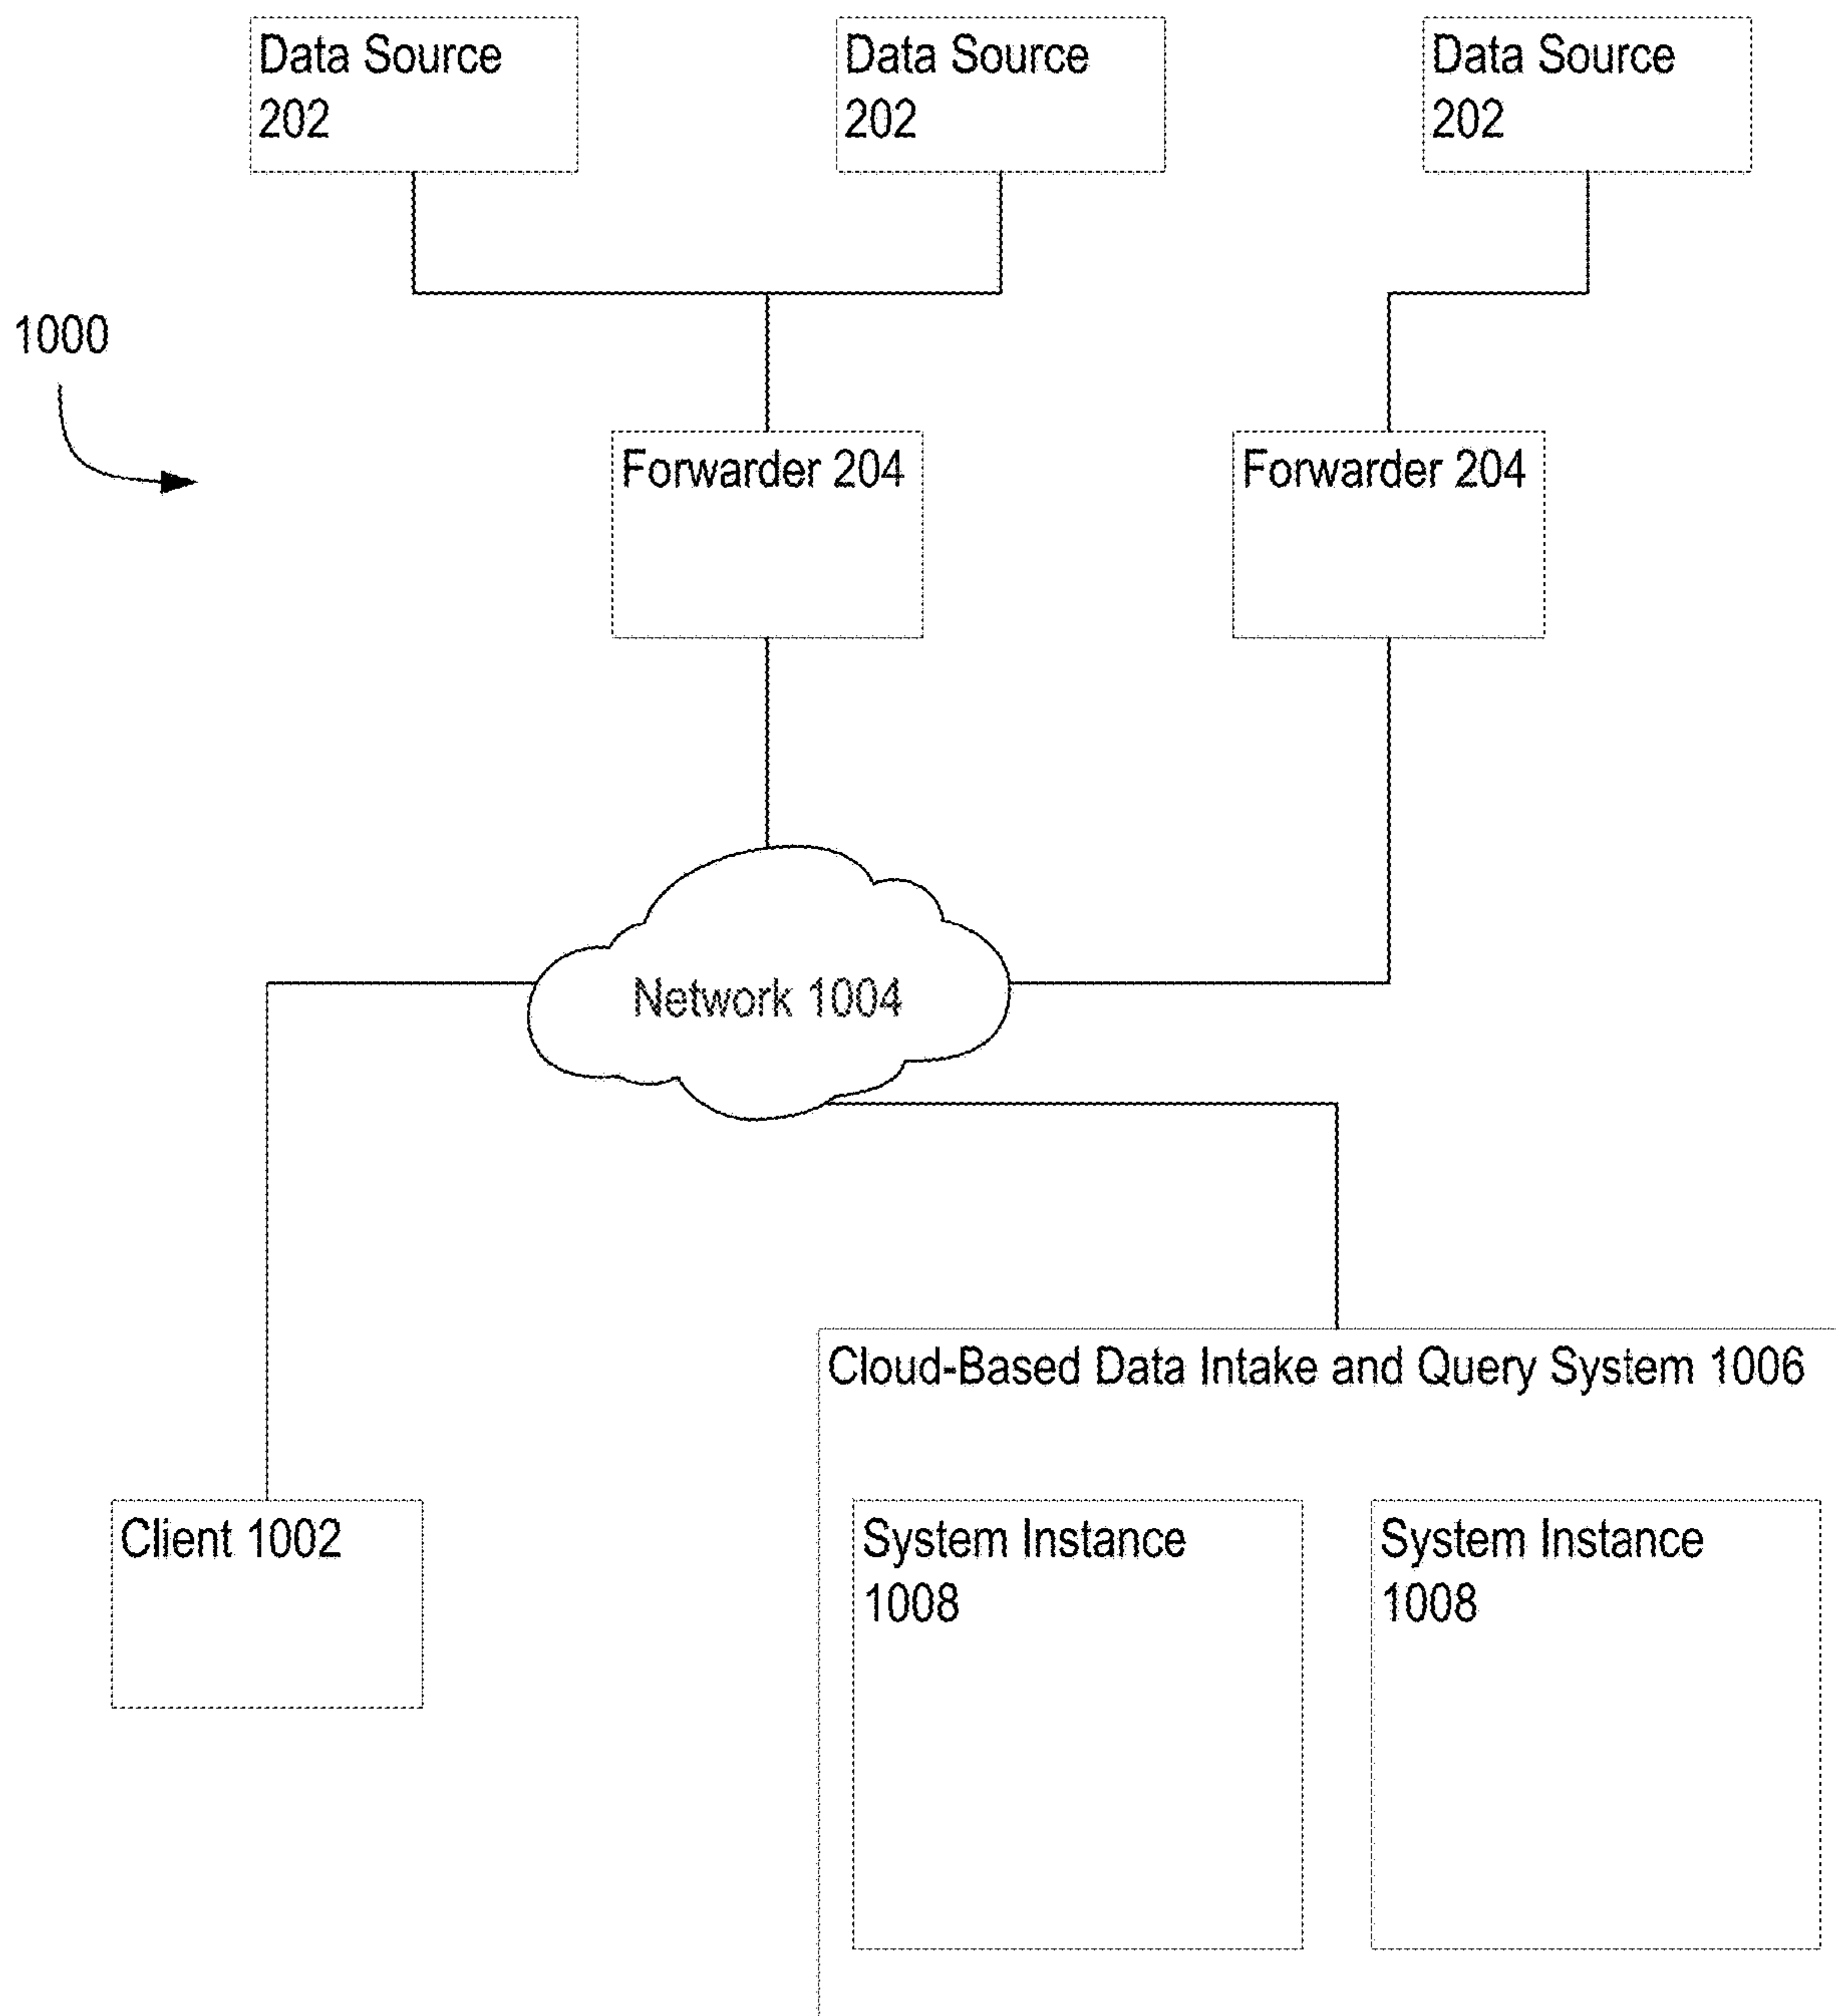 Data Source
202
Data Source
202
Data Source
202
1000
Forwarder 204
Forwarder 204
Network 1004
Cloud-Based Data Intake and Query System 1006
Client 1002
System Instance
1008
System Instance
1008